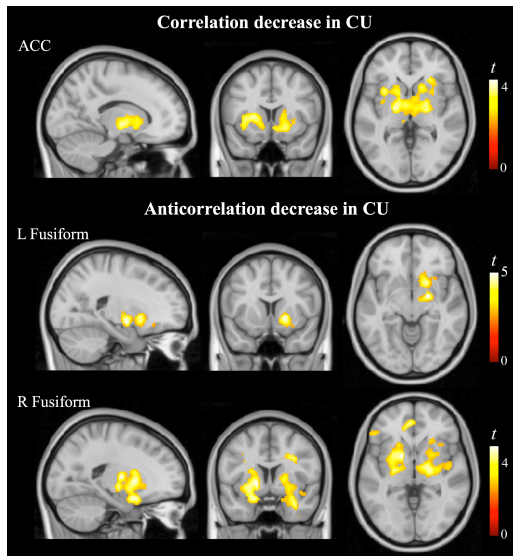 Correlation decrease in CU
ACC
t
4
0
Anticorrelation decrease in CU
L Fusiform
t
5
0
R Fusiform
t
4
0